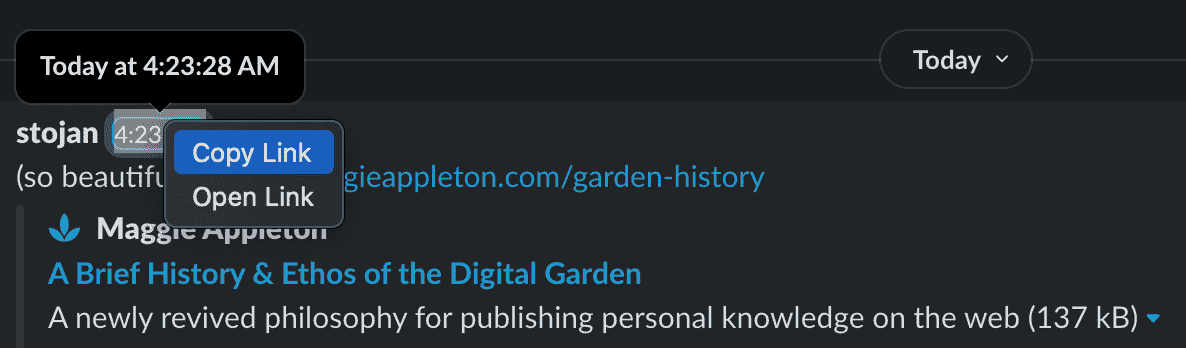 Today at 4:23:28 AM
Today
stojan 4:23
Copy Link
(so gieappleton.com/garden-history
Open Link
Maggie Appleton
A Brief History & Ethos of the Digital Garden
A newly revived philosophy for publishing personal knowledge on the web (137 kB)